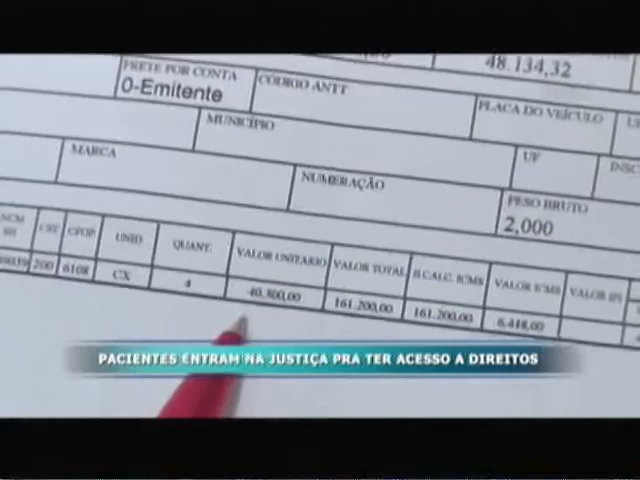 48.134,32
FRETE POR CONTA
0-Emitente
CÓDIGO ANTT
PLACA DO VEÍCULO
MUNICÍPIO
UF
INSC
MARCA
NUMERAÇÃO
PESO BRUTO
2,000
NCM CST CFOP UNID. QUANT. VALOR UNITARIO VALOR TOTAL B.CALC. ICMS VALOR ICMS VALOR IPI
200 6108 CX 4 40.300,00 161.200,00 161.200,00 6.448,00
PACIENTES ENTRAM NA JUSTIÇA PRA TER ACESSO A DIREITOS